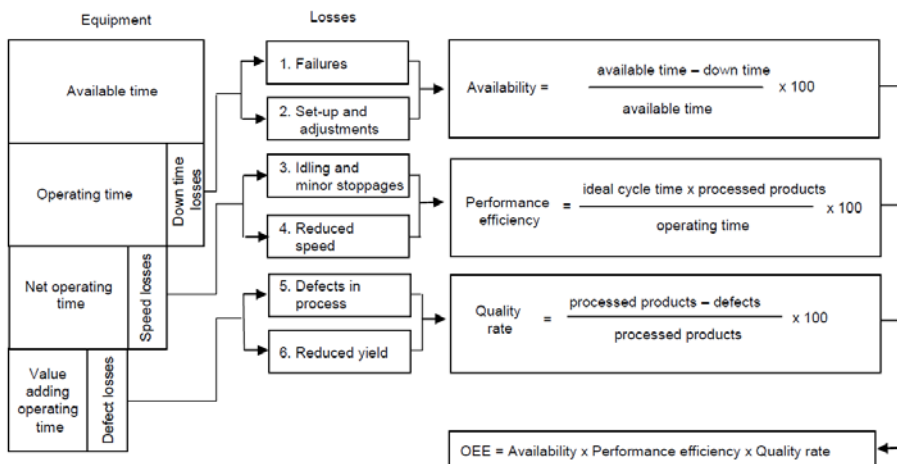 Equipment
Losses
Available time
Operating time
Down time
losses
Net operating
time
Speed losses
Value
adding
operating
time
Defect losses
1. Failures
2. Set-up and
adjustments
3. Idling and
minor stoppages
4. Reduced
speed
5. Defects in
process
6. Reduced yield
Availability = available time – down time / available time x 100
Performance
efficiency = ideal cycle time x processed products / operating time x 100
Quality
rate = processed products – defects / processed products x 100
OEE = Availability x Performance efficiency x Quality rate